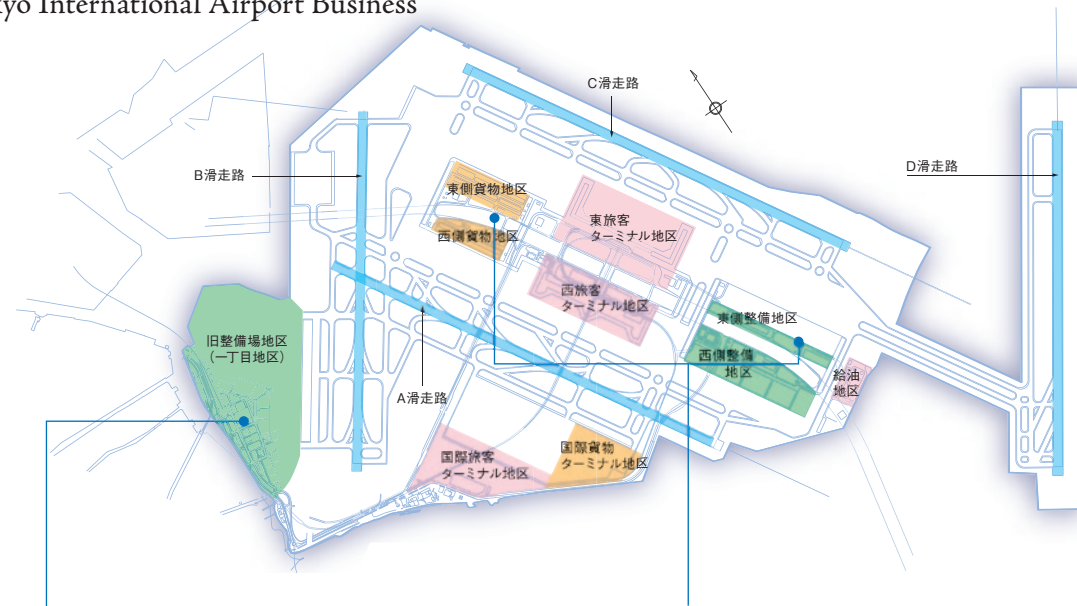 yo International Airport Business
C滑走路
B滑走路
D滑走路
東側貨物地区
西側貨物地区
東旅客
ターミナル地区
西旅客
ターミナル地区
東側整備地区
西側整備
地区
給油
地区
旧整備場地区
（一丁目地区）
A滑走路
国際旅客
ターミナル地区
国際貨物
ターミナル地区